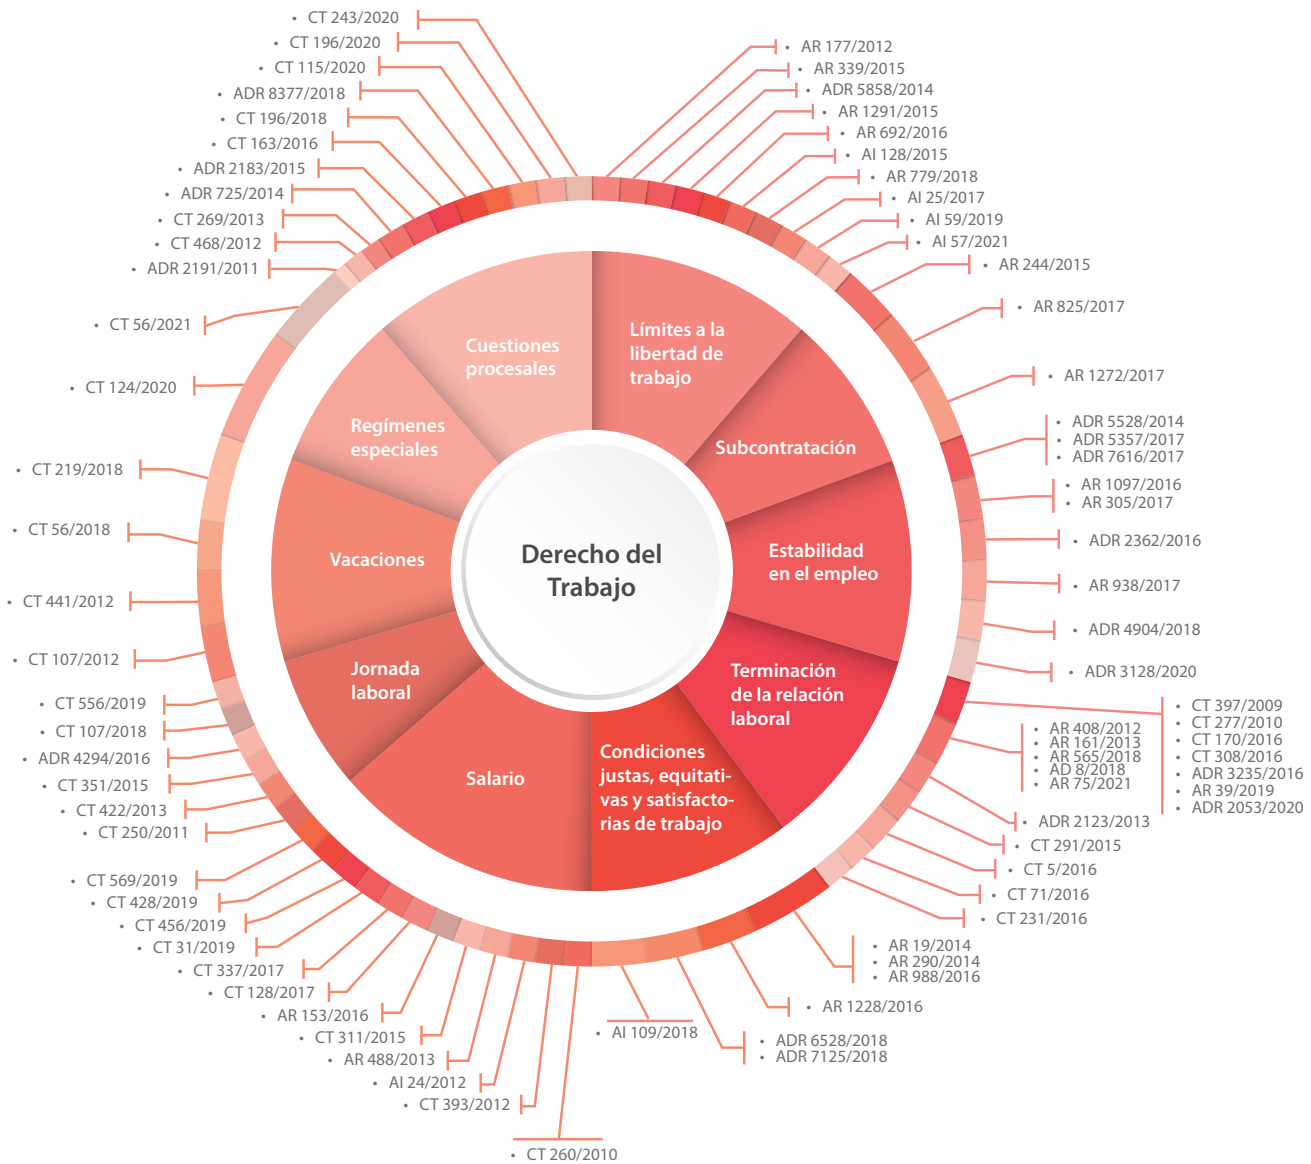 • CT 243/2020
• CT 196/2020
• CT 115/2020
• ADR 8377/2018
• CT 196/2018
• CT 163/2016
• ADR 2183/2015
• ADR 725/2014
• CT 269/2013
• CT 468/2012
• ADR 2191/2011
• CT 56/2021
• CT 124/2020
• CT 219/2018
• CT 56/2018
• CT 441/2012
• CT 107/2012
• CT 556/2019
• CT 107/2018
• ADR 4294/2016
• CT 351/2015
• CT 422/2013
• CT 250/2011
• CT 569/2019
• CT 428/2019
• CT 456/2019
• CT 31/2019
• CT 337/2017
• CT 128/2017
• AR 153/2016
• CT 311/2015
• AR 488/2013
• AI 24/2012
• CT 393/2012
• CT 260/2010
• AR 177/2012
• AR 339/2015
• ADR 5858/2014
• AR 1291/2015
• AR 692/2016
• AI 128/2015
• AR 779/2018
• AI 25/2017
• AI 59/2019
• AI 57/2021
• AR 244/2015
• AR 825/2017
• AR 1272/2017
• ADR 5528/2014
• ADR 5357/2017
• ADR 7616/2017
• AR 1097/2016
• AR 305/2017
• ADR 2362/2016
• AR 938/2017
• ADR 4904/2018
• ADR 3128/2020
• CT 397/2009
• CT 277/2010
• CT 170/2016
• CT 308/2016
• ADR 3235/2016
• AR 39/2019
• ADR 2053/2020
• AR 408/2012
• AR 161/2013
• AR 565/2018
• AD 8/2018
• AR 75/2021
• ADR 2123/2013
• CT 291/2015
• CT 5/2016
• CT 71/2016
• CT 231/2016
• AR 19/2014
• AR 290/2014
• AR 988/2016
• AR 1228/2016
• ADR 6528/2018
• ADR 7125/2018
• AI 109/2018
Derecho del
Trabajo
Límites a la
libertad de
trabajo
Subcontratación
Estabilidad
en el empleo
Terminación
de la relación
laboral
Condiciones
justas, equitati-
vas y satisfacto-
rias de trabajo
Salario
Jornada
laboral
Vacaciones
Regímenes
especiales
Cuestiones
procesales